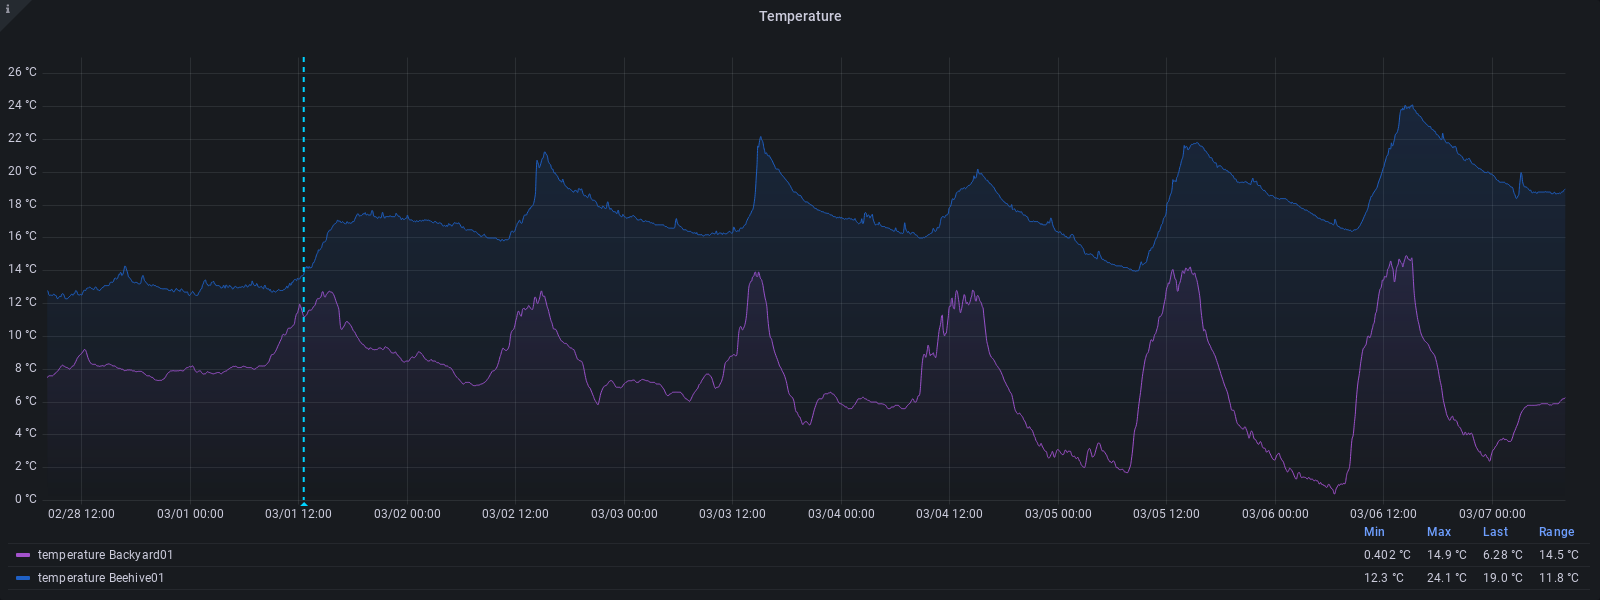 i
Temperature
26 °C
24 °C
22 °C
20 °C
18 °C
16 °C
14 °C
12 °C
10 °C
8 °C
6 °C
4 °C
2 °C
0 °C
02/28 12:00 03/01 00:00 03/01 12:00 03/02 00:00 03/02 12:00 03/03 00:00 03/03 12:00 03/04 00:00 03/04 12:00 03/05 00:00 03/05 12:00 03/06 00:00 03/06 12:00 03/07 00:00
Min Max Last Range
temperature Backyard01 0.402 °C 14.9 °C 6.28 °C 14.5 °C
temperature Beehive01 12.3 °C 24.1 °C 19.0 °C 11.8 °C